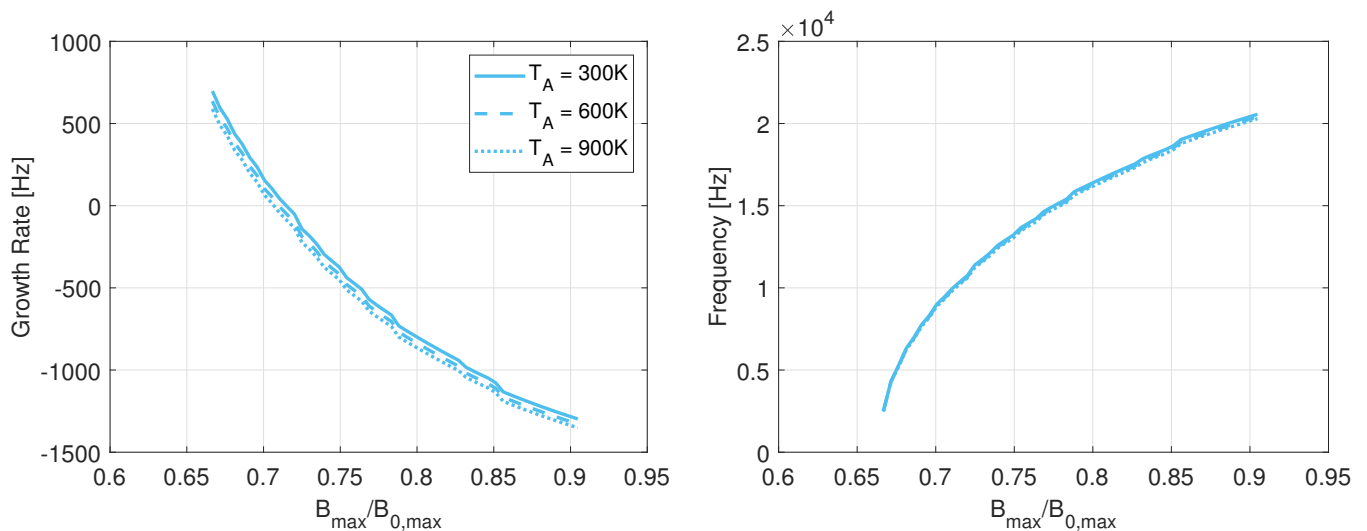 1000
500
0
-500
-1000
-1500
Growth Rate [Hz]
0.6 0.65 0.7 0.75 0.8 0.85 0.9 0.95
B_max/B_0,max
T_A = 300K
T_A = 600K
T_A = 900K
×10^4
2.5
2
1.5
1
0.5
0
Frequency [Hz]
0.6 0.65 0.7 0.75 0.8 0.85 0.9 0.95
B_max/B_0,max